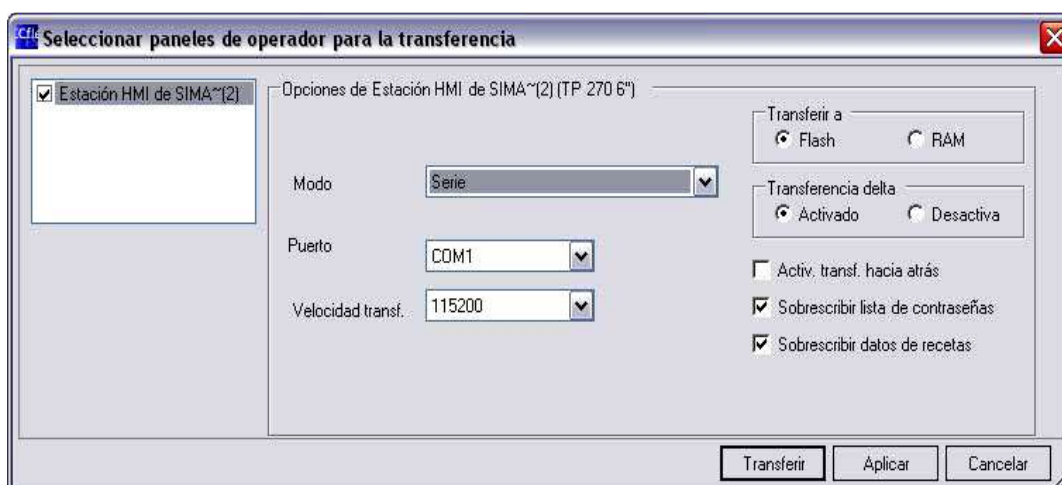 Seleccionar paneles de operador para la transferencia
Estación HMI de SIMA~(2)
Opciones de Estación HMI de SIMA~(2) (TP 270 6")
Modo
Serie
Puerto
COM1
Velocidad transf.
115200
Transferir a
Flash
RAM
Transferencia delta
Activado
Desactiva
Activ. transf. hacia atrás
Sobrescribir lista de contraseñas
Sobrescribir datos de recetas
Transferir
Aplicar
Cancelar